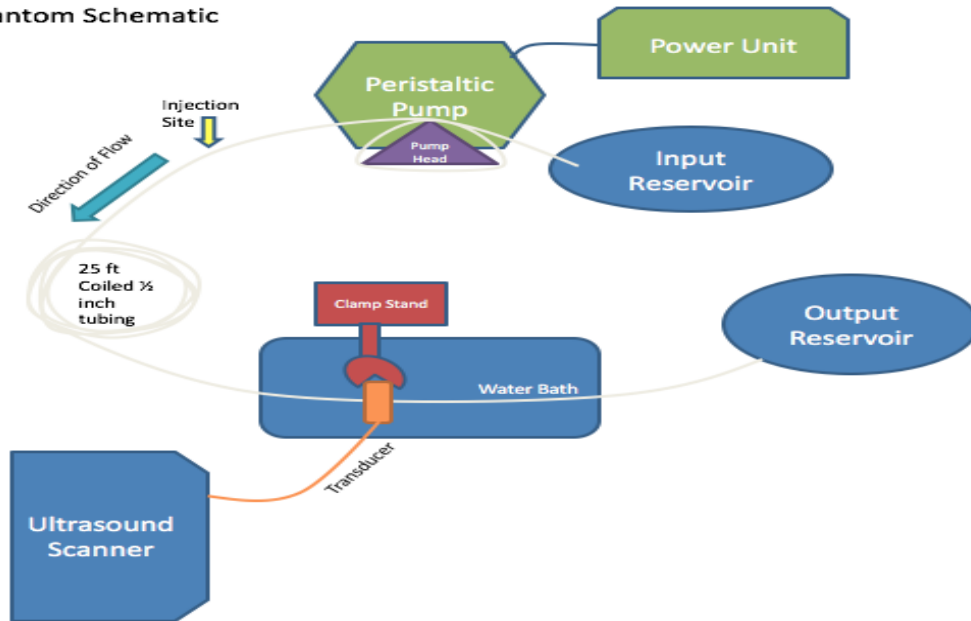 antom Schematic
Power Unit
Peristaltic
Pump
Injection
Site
Pump
Head
Direction of Flow
Input
Reservoir
25 ft
Coiled ½
inch
tubing
Clamp Stand
Output
Reservoir
Water Bath
Transducer
Ultrasound
Scanner